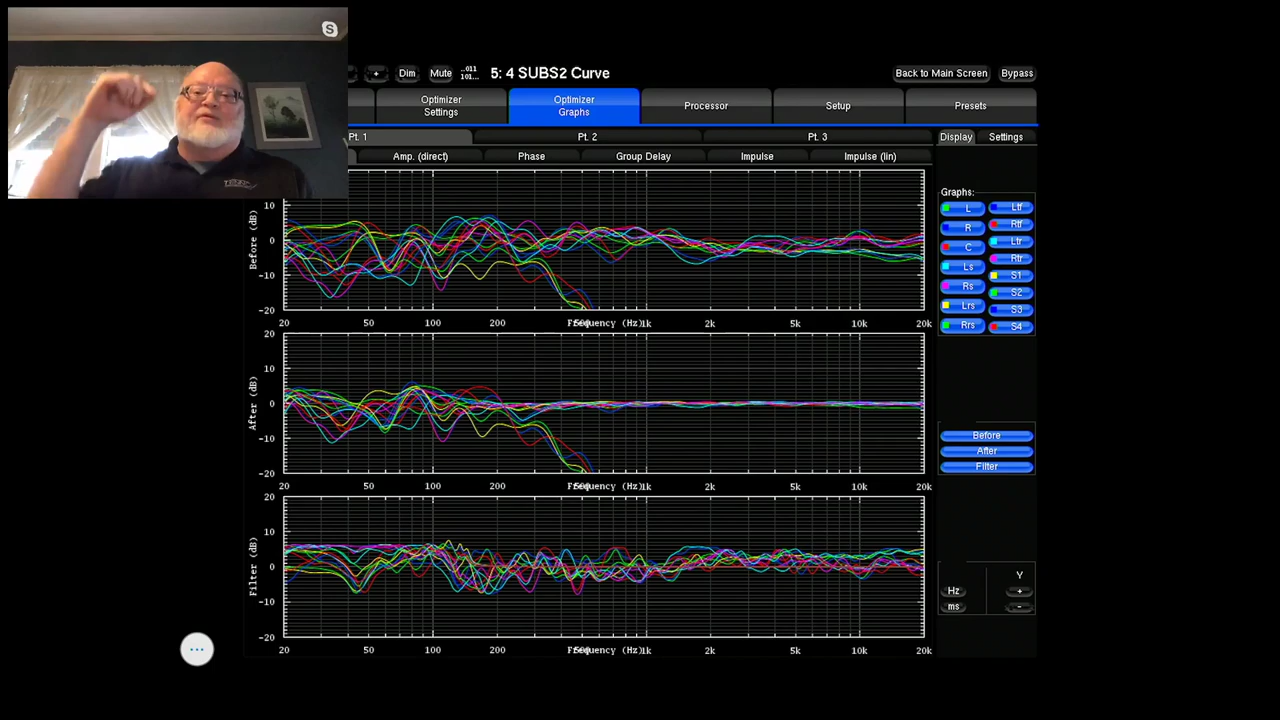 + Dim Mute ..011 101... 5: 4 SUBS2 Curve Back to Main Screen Bypass
Optimizer Settings Optimizer Graphs Processor Setup Presets
Pt. 1 Pt. 2 Pt. 3 Display Settings
Amp. (direct) Phase Group Delay Impulse Impulse (lin)
Graphs:
L Ltf
R Rtf
C Ltr
Ls Rtr
Rs S1
Lrs S2
Rrs S3
S4
Before (dB)
10
0
-10
-20
20 50 100 200 500 1k 2k 5k 10k 20k
Frequency (Hz)
After (dB)
20
10
0
-10
-20
20 50 100 200 500 1k 2k 5k 10k 20k
Frequency (Hz)
Before
After
Filter
Filter (dB)
20
10
0
-10
-20
20 50 100 200 500 1k 2k 5k 10k 20k
Frequency (Hz)
Y
Hz +
ms -
S
...